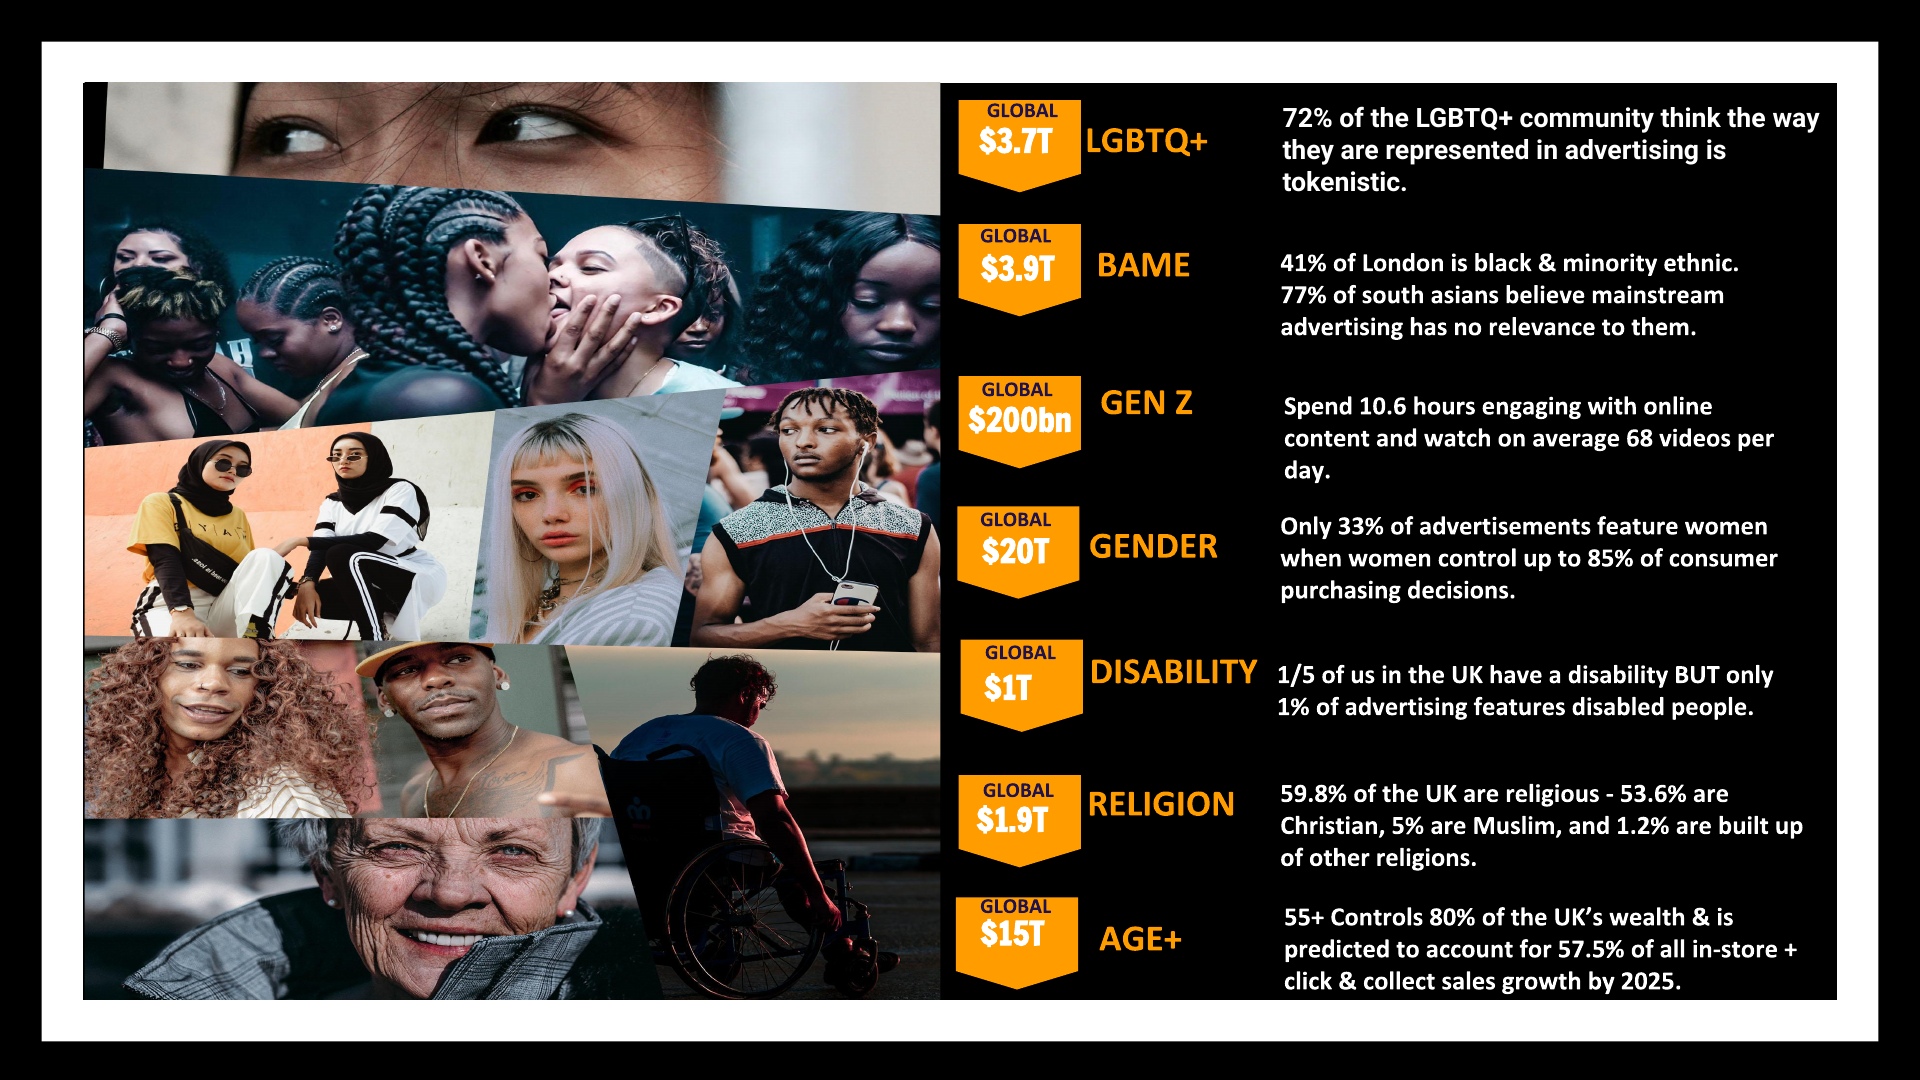 GLOBAL
$3.7T
LGBTQ+
72% of the LGBTQ+ community think the way
they are represented in advertising is
tokenistic.
GLOBAL
$3.9T
BAME
41% of London is black & minority ethnic.
77% of south asians believe mainstream
advertising has no relevance to them.
GLOBAL
$200bn
GEN Z
Spend 10.6 hours engaging with online
content and watch on average 68 videos per
day.
GLOBAL
$20T
GENDER
Only 33% of advertisements feature women
when women control up to 85% of consumer
purchasing decisions.
GLOBAL
$1T
DISABILITY
1/5 of us in the UK have a disability BUT only
1% of advertising features disabled people.
GLOBAL
$1.9T
RELIGION
59.8% of the UK are religious - 53.6% are
Christian, 5% are Muslim, and 1.2% are built up
of other religions.
GLOBAL
$15T
AGE+
55+ Controls 80% of the UK’s wealth & is
predicted to account for 57.5% of all in-store +
click & collect sales growth by 2025.